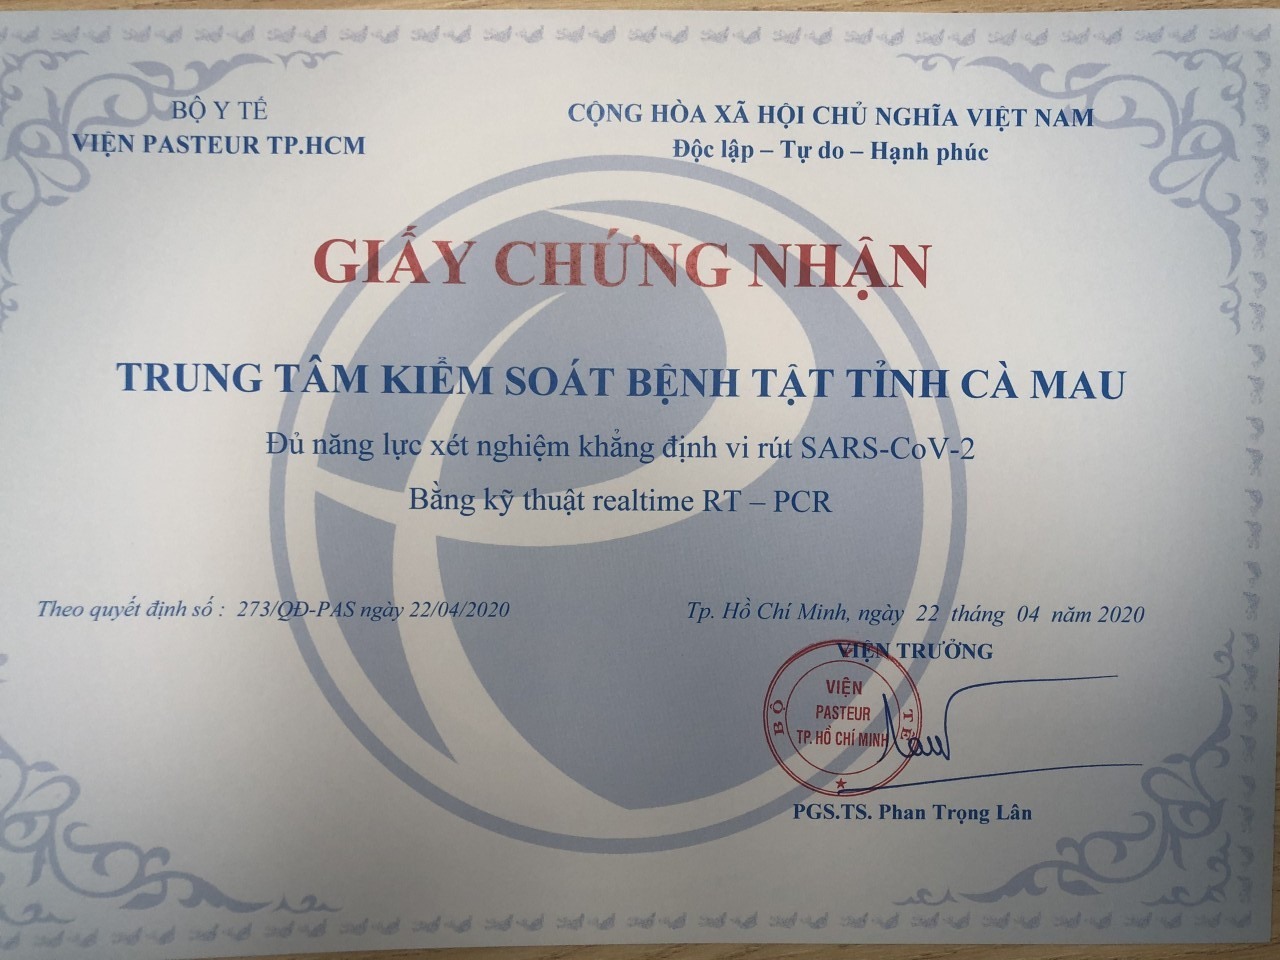 BỘ Y TẾ
VIỆN PASTEUR TP.HCM
CỘNG HÒA XÃ HỘI CHỦ NGHĨA VIỆT NAM
Độc lập – Tự do – Hạnh phúc
GIẤY CHỨNG NHẬN
TRUNG TÂM KIỂM SOÁT BỆNH TẬT TỈNH CÀ MAU
Đủ năng lực xét nghiệm khẳng định vi rút SARS-CoV-2
Bằng kỹ thuật realtime RT – PCR
Theo quyết định số : 273/QĐ-PAS ngày 22/04/2020
Tp. Hồ Chí Minh, ngày 22 tháng 04 năm 2020
VIỆN TRƯỞNG
BỘ Y TẾ
VIỆN
PASTEUR
TP. HỒ CHÍ MINH
PGS.TS. Phan Trọng Lân